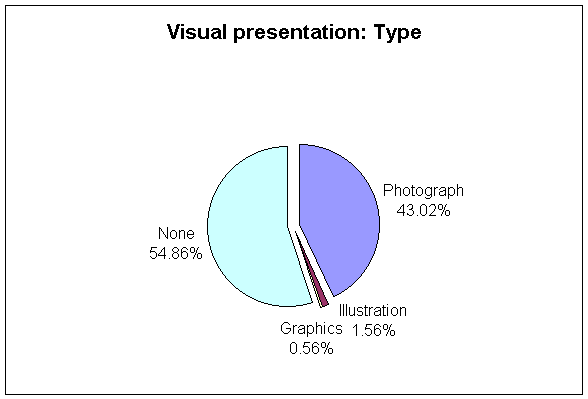 Visual presentation: Type
Photograph
43.02%
None
54.86%
Illustration
1.56%
Graphics
0.56%